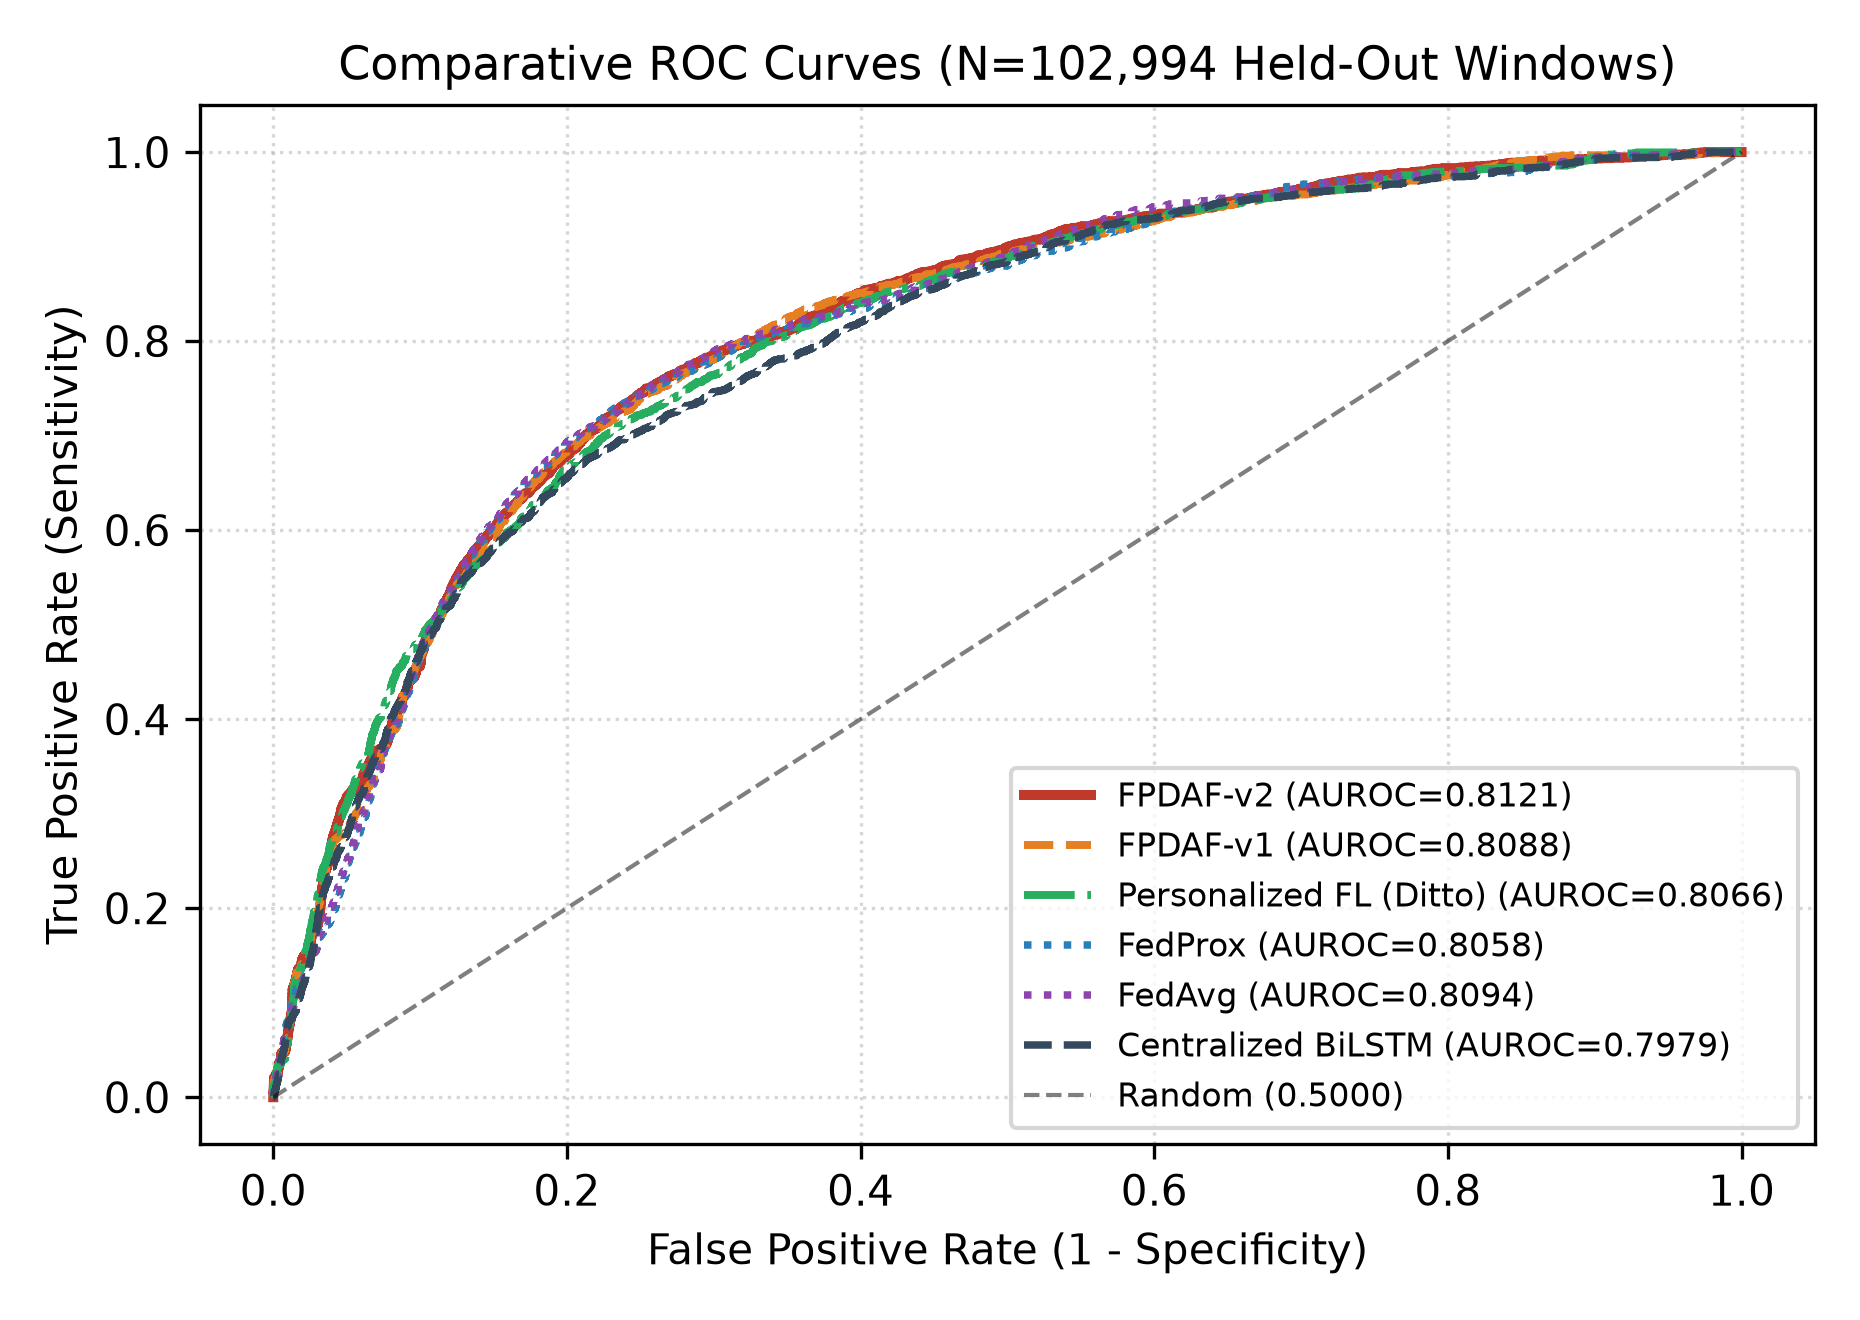 Comparative ROC Curves (N=102,994 Held-Out Windows)
True Positive Rate (Sensitivity)
1.0
0.8
0.6
0.4
0.2
0.0
FPDAF-v2 (AUROC=0.8121)
FPDAF-v1 (AUROC=0.8088)
Personalized FL (Ditto) (AUROC=0.8066)
FedProx (AUROC=0.8058)
FedAvg (AUROC=0.8094)
Centralized BiLSTM (AUROC=0.7979)
Random (0.5000)
0.0 0.2 0.4 0.6 0.8 1.0
False Positive Rate (1 - Specificity)